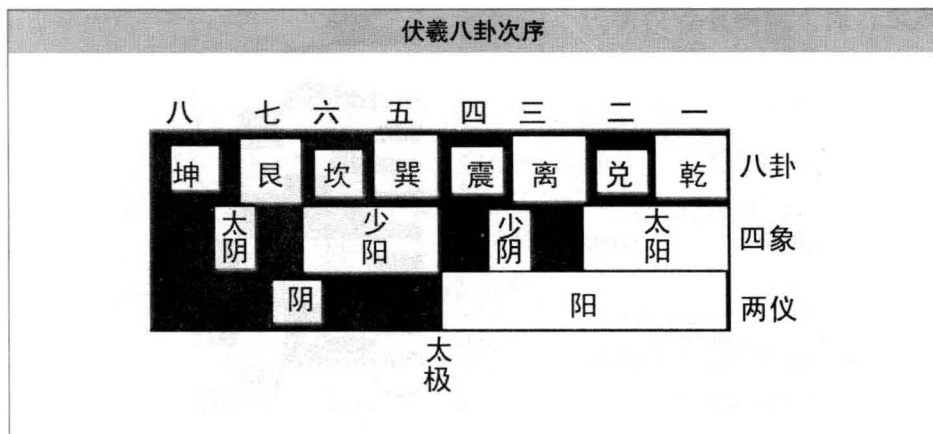 伏羲八卦次序
八 七 六 五 四 三 二 一
坤 艮 坎 巽 震 离 兑 乾 八卦
太阴 少阳 少阴 太阳 四象
阴 阳 两仪
太极